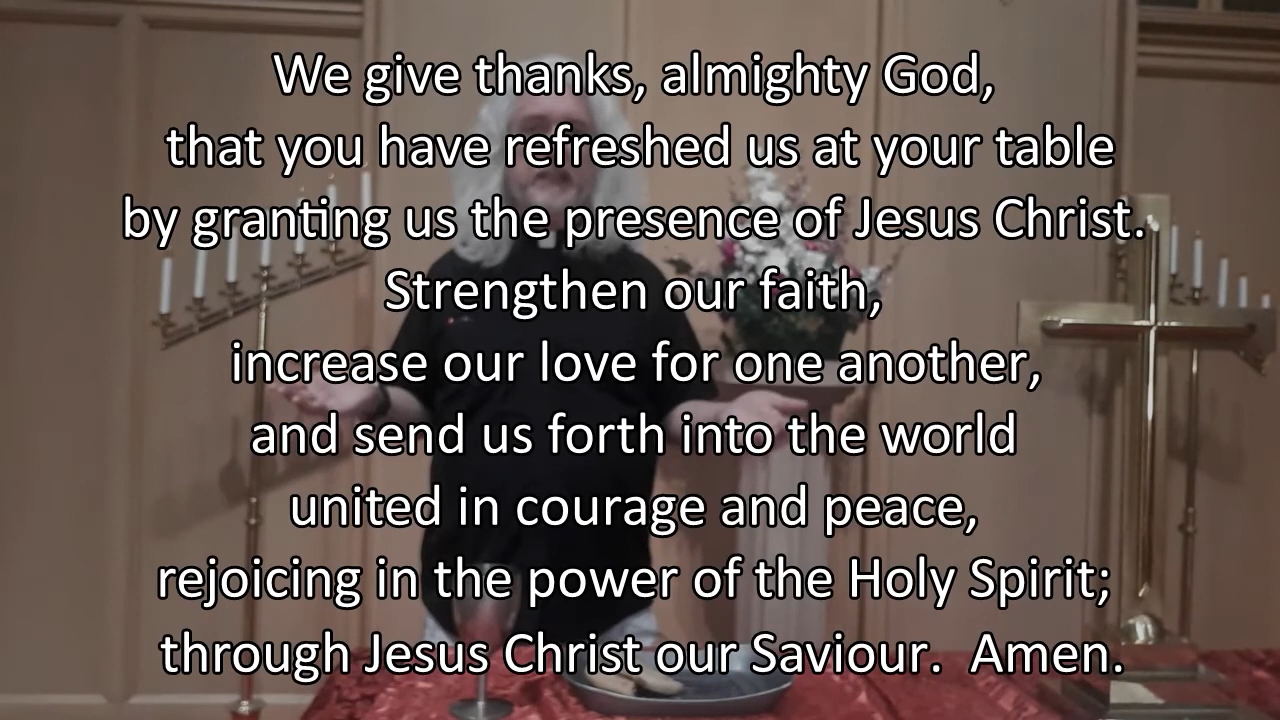 We give thanks, almighty God,
that you have refreshed us at your table
by granting us the presence of Jesus Christ.
Strengthen our faith,
increase our love for one another,
and send us forth into the world
united in courage and peace,
rejoicing in the power of the Holy Spirit;
through Jesus Christ our Saviour.  Amen.